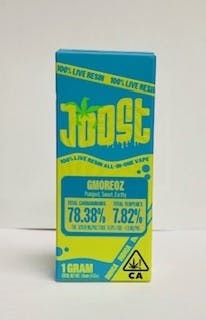 100% LIVE RESIN
100% LIVE RESIN
Joost
100% LIVE RESIN ALL-IN-ONE VAPE
GMOREOZ
Pungent, Sweet, Earthy
TOTAL CANNABINOIDS
78.38%
TOTAL TERPENES
7.82%
1 GRAM
CA